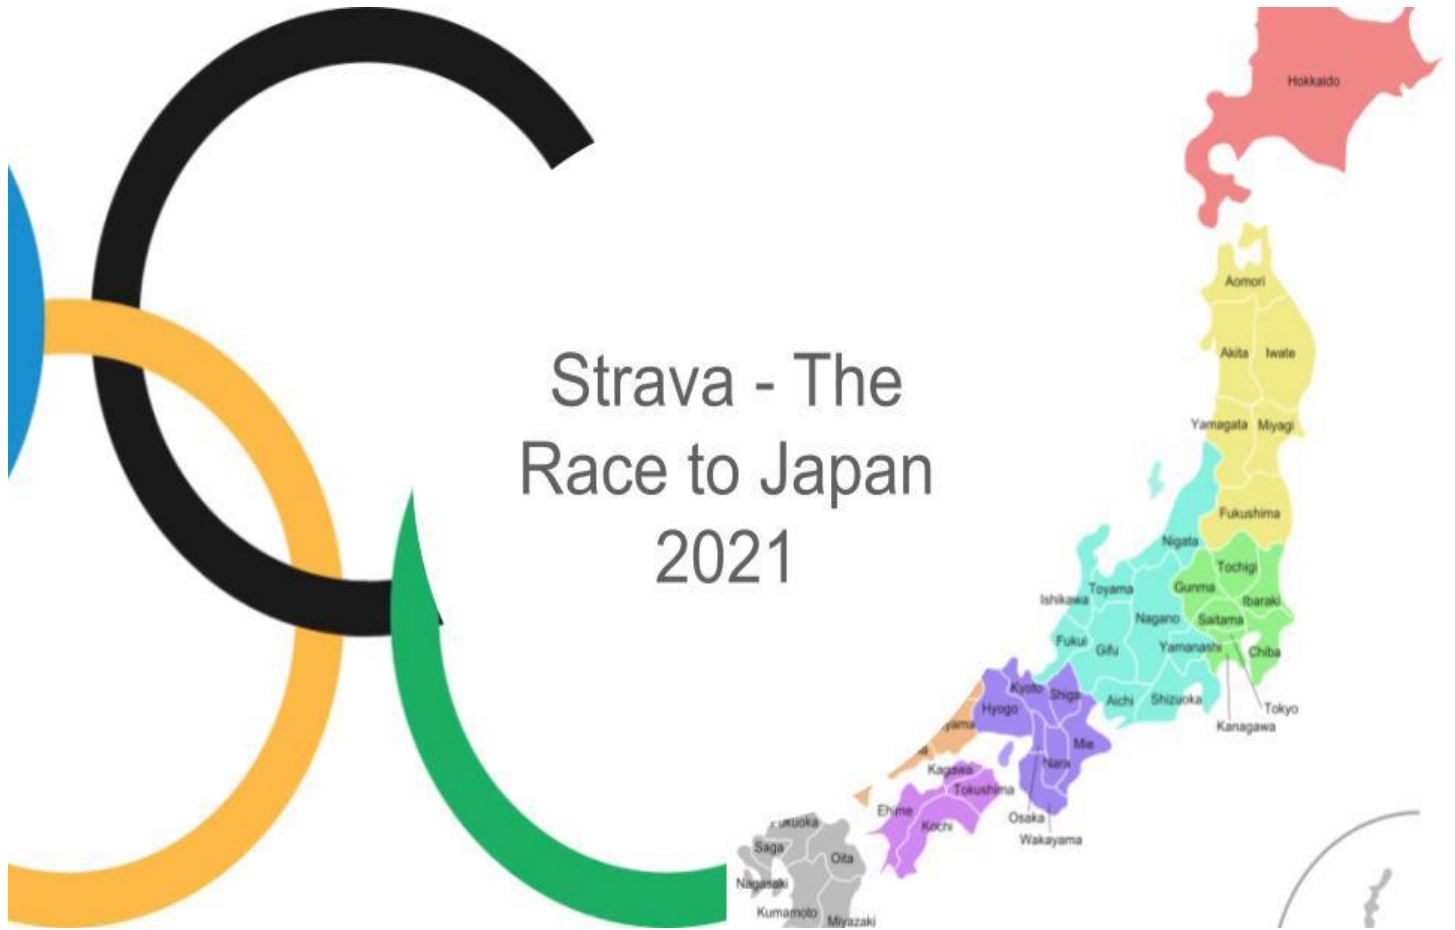 Strava - The
Race to Japan
2021
Hokkaido
Aomori
Akita
Iwate
Yamagata
Miyagi
Fukushima
Nigata
Tochigi
Toyama
Gunma
Ishikawa
Ibaraki
Nagano
Saitama
Fukui
Gifu
Yamanashi
Chiba
Kyoto
Shiga
Aichi
Shizuoka
Hyogo
Tokyo
Kanagawa
yama
Mie
Nara
Kagawa
Tokushima
Ehime
Osaka
Kochi
Wakayama
Saga
Oita
Nagasaki
Kumamoto
Miyazaki